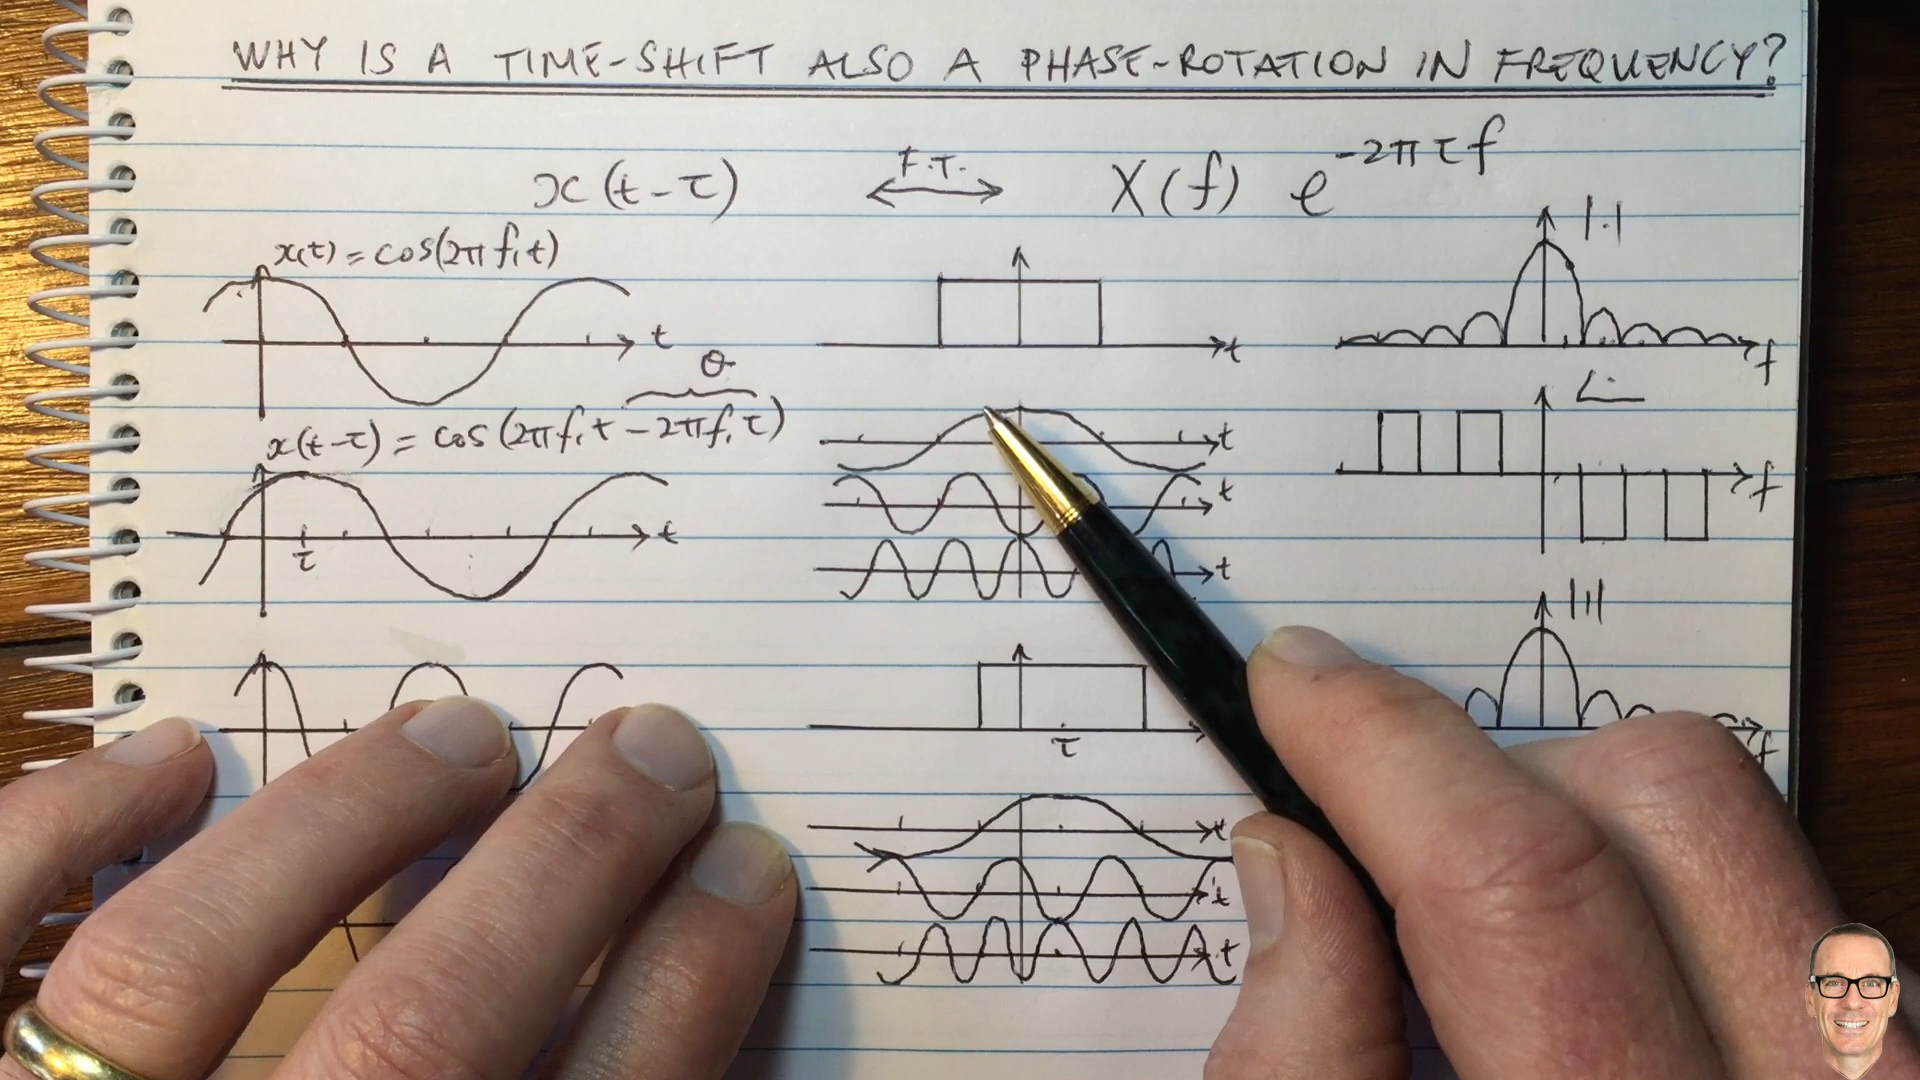 WHY IS A TIME-SHIFT ALSO A PHASE-ROTATION IN FREQUENCY?
x(t-τ) F.T. X(f) e^{-2πτf}
x(t) = cos(2πf₁t)
t
θ
x(t-τ) = cos(2πf₁t - 2πf₁τ)
t
τ
t
t
t
t
τ
t
t
t
|·|
f
∠·
f
|·|
f